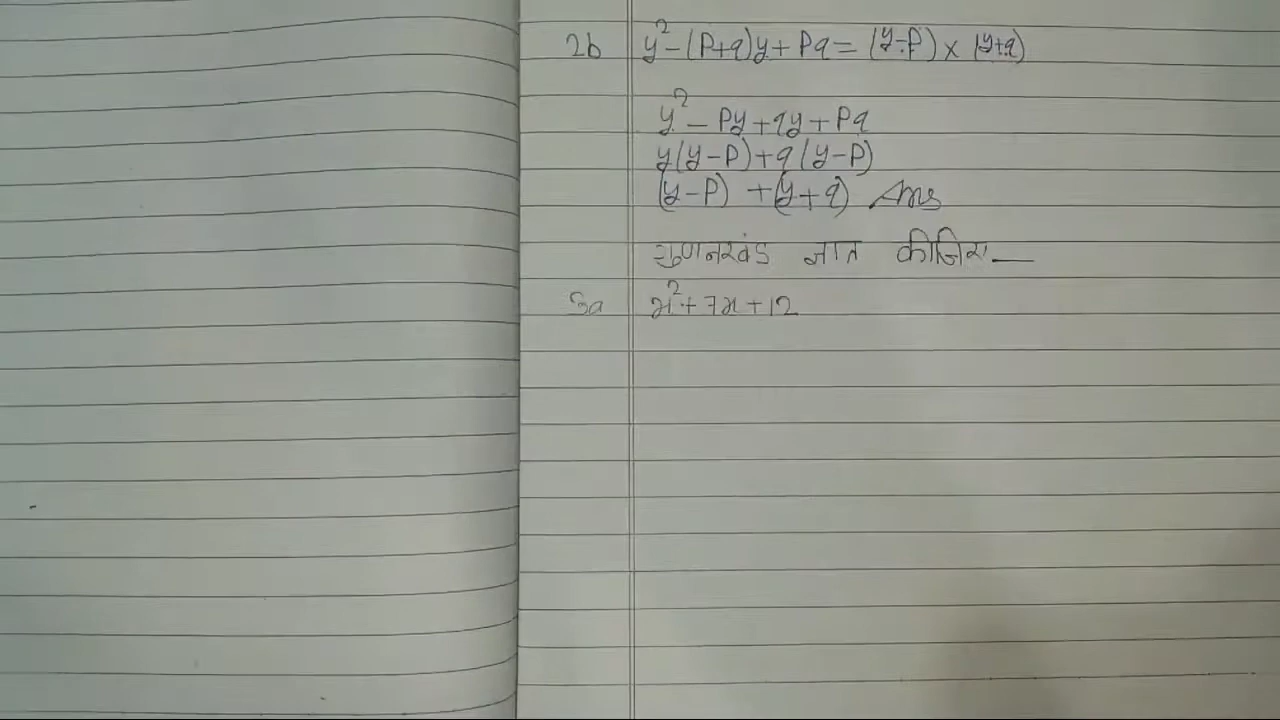 2b y² - (P+q)y + Pq = (y-P) × (y+q)
y² - Py + qy + Pq
y(y-P) + q(y-P)
(y-P) + (y+q) Ans
गुणनखंड ज्ञात कीजिए—
3a x² + 7x + 12